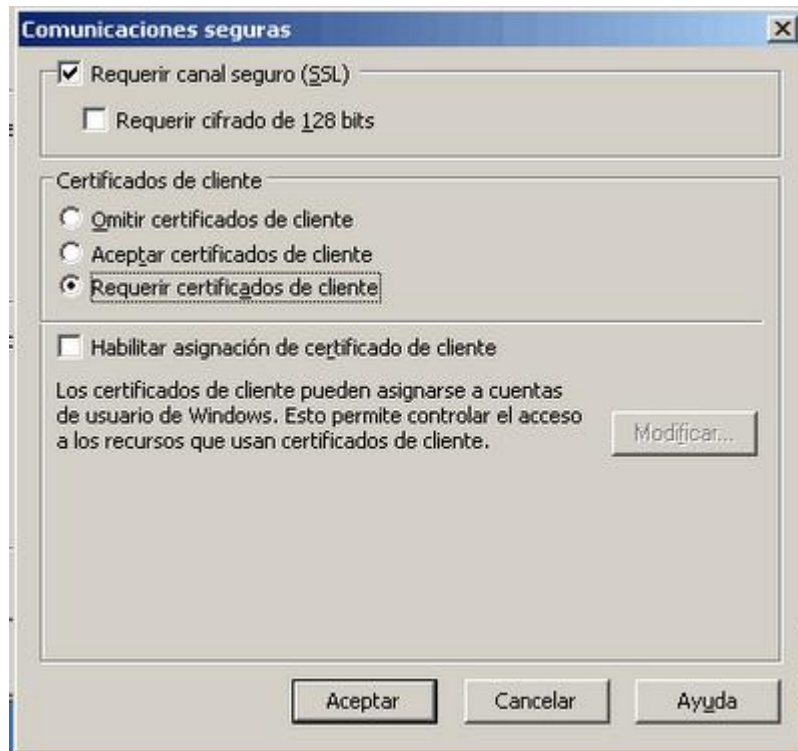 Comunicaciones seguras
Requerir canal seguro (SSL)
Requerir cifrado de 128 bits
Certificados de cliente
Omitir certificados de cliente
Aceptar certificados de cliente
Requerir certificados de cliente
Habilitar asignación de certificado de cliente
Los certificados de cliente pueden asignarse a cuentas
de usuario de Windows. Esto permite controlar el acceso
a los recursos que usan certificados de cliente.
Modificar...
Aceptar Cancelar Ayuda